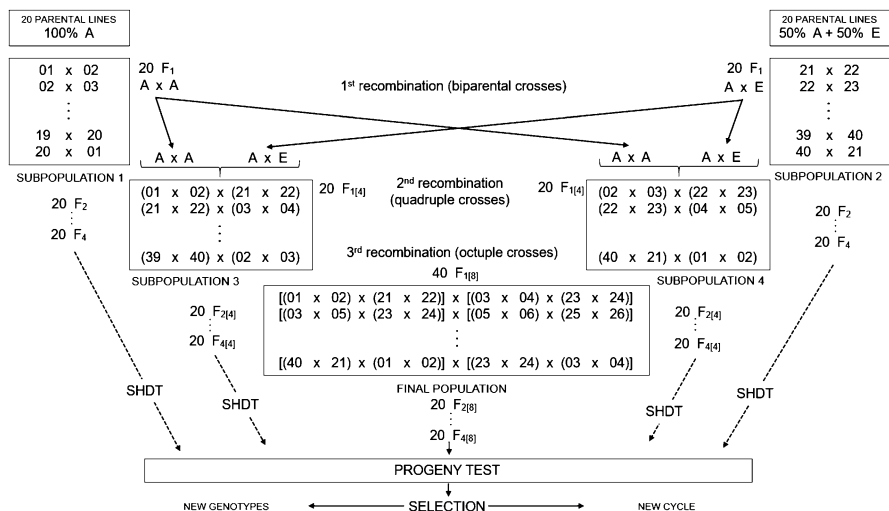 20 PARENTAL LINES
100% A
20 PARENTAL LINES
50% A + 50% E
01 x 02
02 x 03
19 x 20
20 x 01
SUBPOPULATION 1
20 F₂
20 F₄
20 F₁
A x A
1st recombination (biparental crosses)
20 F₁
A x E
21 x 22
22 x 23
39 x 40
40 x 21
SUBPOPULATION 2
20 F₂
20 F₄
A x A A x E
(01 x 02) x (21 x 22)
(21 x 22) x (03 x 04)
(39 x 40) x (02 x 03)
SUBPOPULATION 3
20 F1[4]
2nd recombination
(quadruple crosses)
20 F1[4]
A x A A x E
(02 x 03) x (22 x 23)
(22 x 23) x (04 x 05)
(40 x 21) x (01 x 02)
SUBPOPULATION 4
3rd recombination (octuple crosses)
40 F1[8]
[(01 x 02) x (21 x 22)] x [(03 x 04) x (23 x 24)]
[(03 x 05) x (23 x 24)] x [(05 x 06) x (25 x 26)]
[(40 x 21) x (01 x 02)] x [(23 x 24) x (03 x 04)]
FINAL POPULATION
20 F2[4]
20 F4[4]
20 F2[4]
20 F4[4]
20 F2[8]
20 F4[8]
SHDT
SHDT
SHDT
SHDT
PROGENY TEST
NEW GENOTYPES
SELECTION
NEW CYCLE